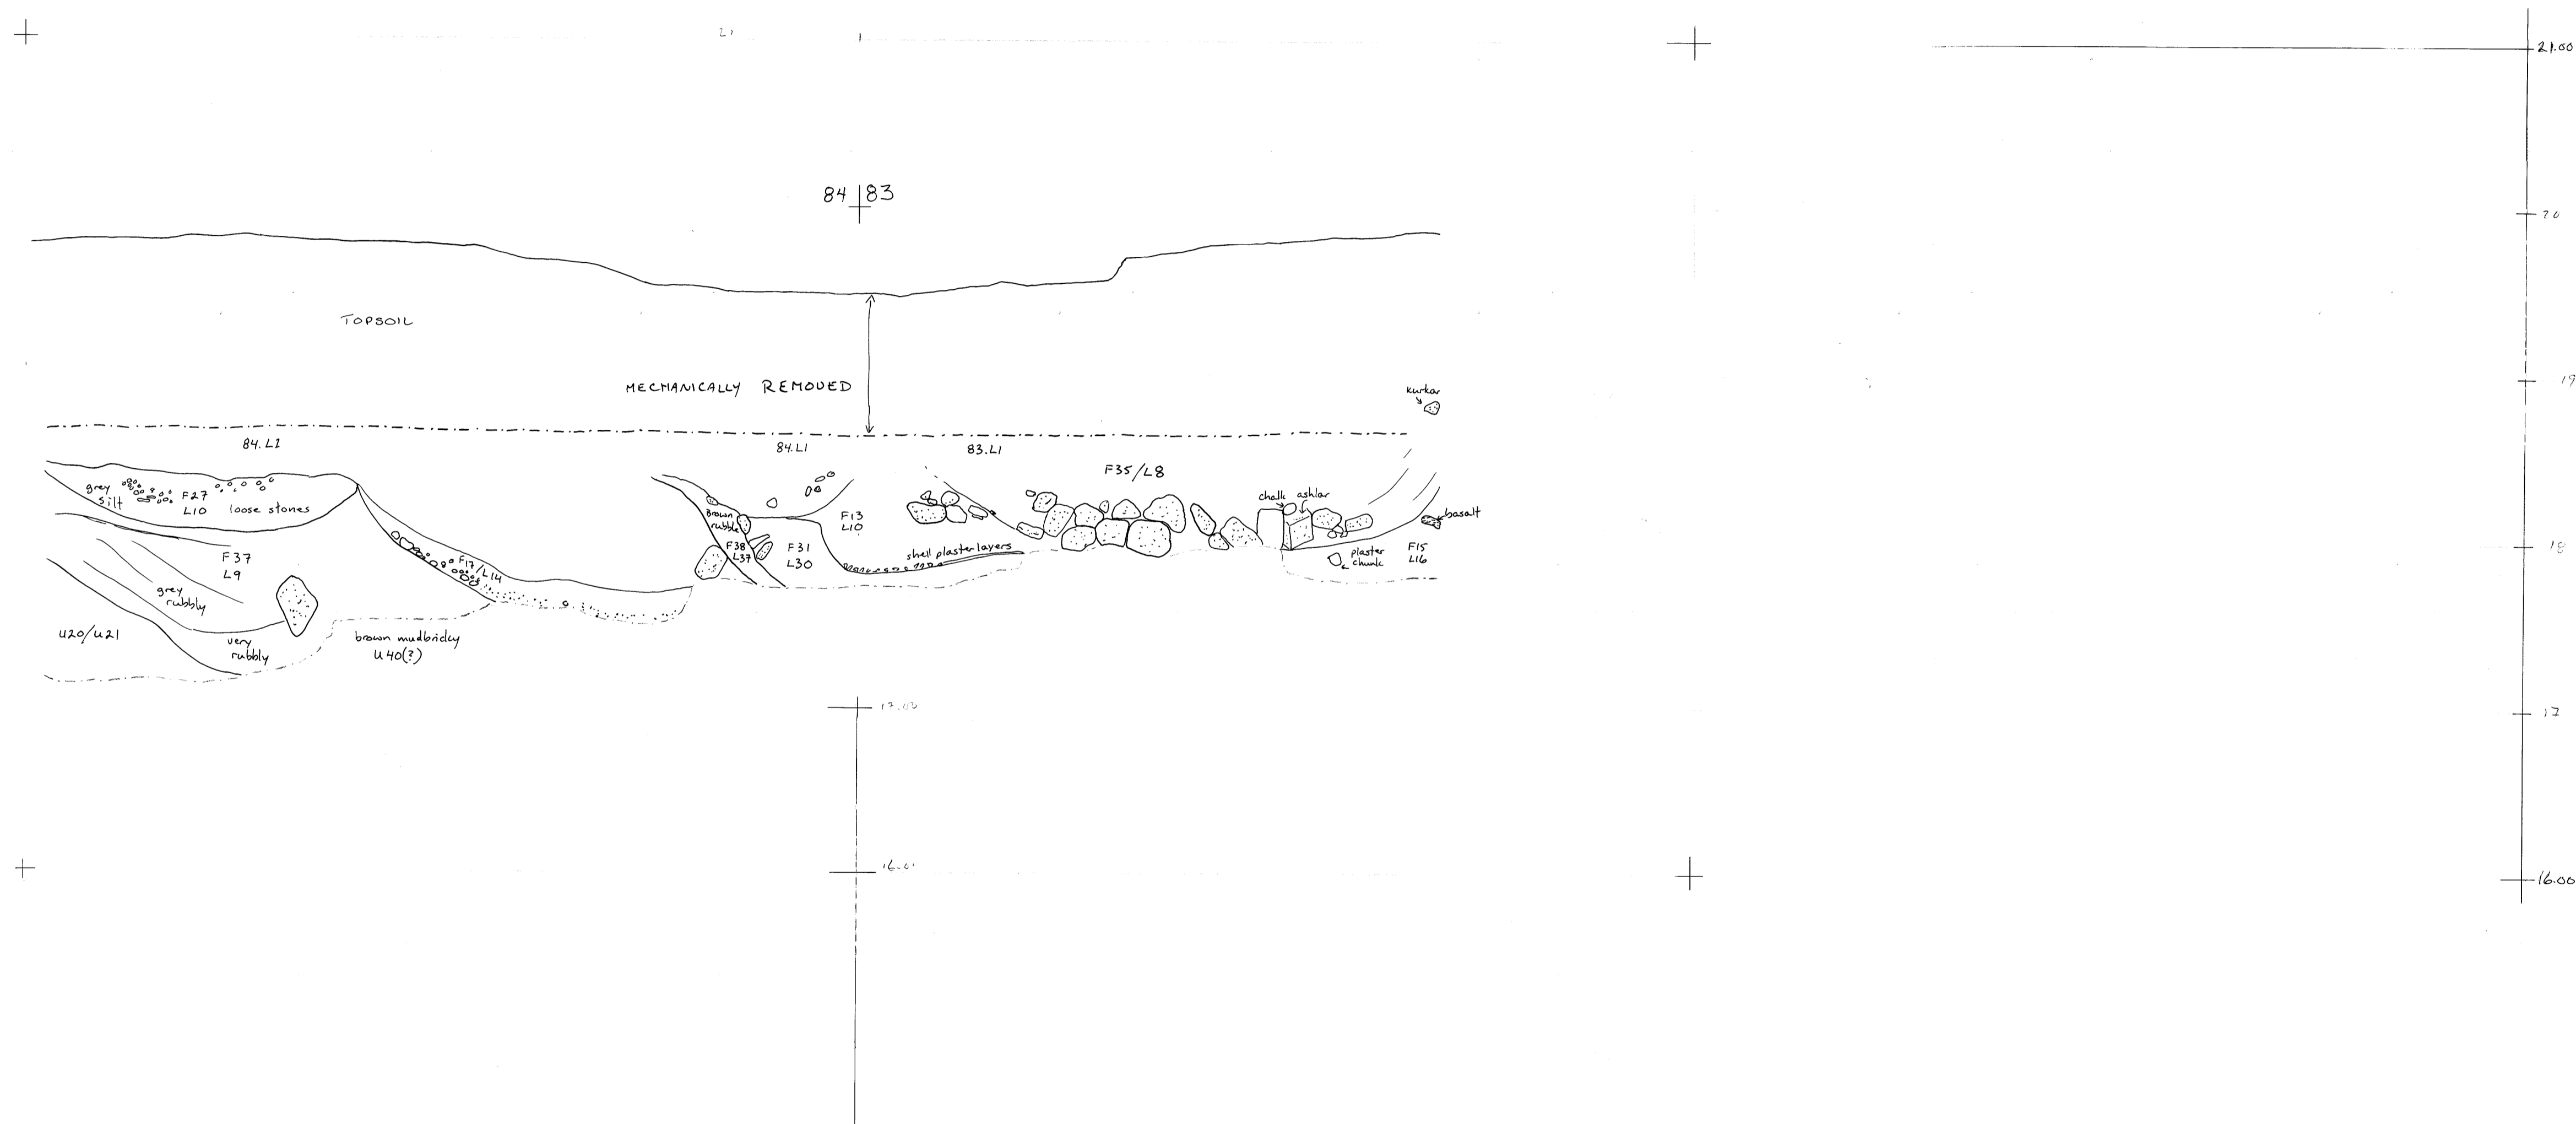 21
21.00
84 | 83
20
TOPSOIL
MECHANICALLY REMOVED
19
kurkar
84.L1
84.L1
83.L1
F35/L8
grey
silt
F27
L10
loose stones
Brown
rubble
F13
L10
chalk
ashlar
basalt
F38
L37
F31
L30
shell plaster layers
plaster
chunk
F15
L16
18
F37
L9
F17/L14
grey
rubbly
U20/U21
very
rubbly
brown mudbricky
U40(?)
17.00
17
16.00